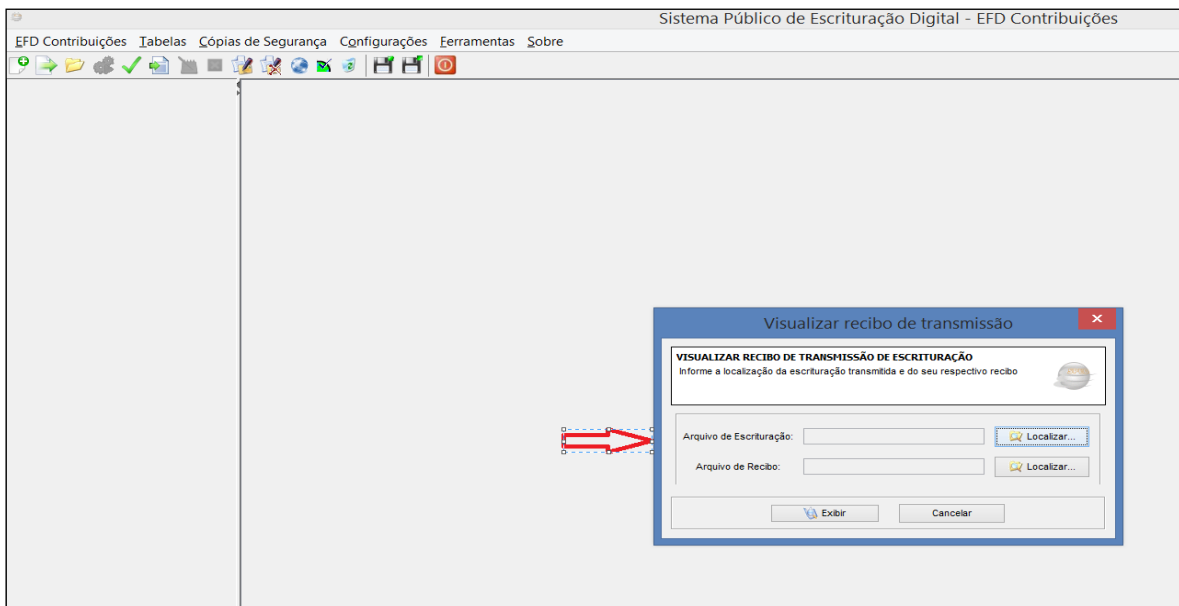 Sistema Público de Escrituração Digital - EFD Contribuições
EFD Contribuições Tabelas Cópias de Segurança Configurações Ferramentas Sobre
Visualizar recibo de transmissão
VISUALIZAR RECIBO DE TRANSMISSÃO DE ESCRITURAÇÃO
Informe a localização da escrituração transmitida e do seu respectivo recibo
Arquivo de Escrituração: Localizar...
Arquivo de Recibo: Localizar...
Exibir Cancelar